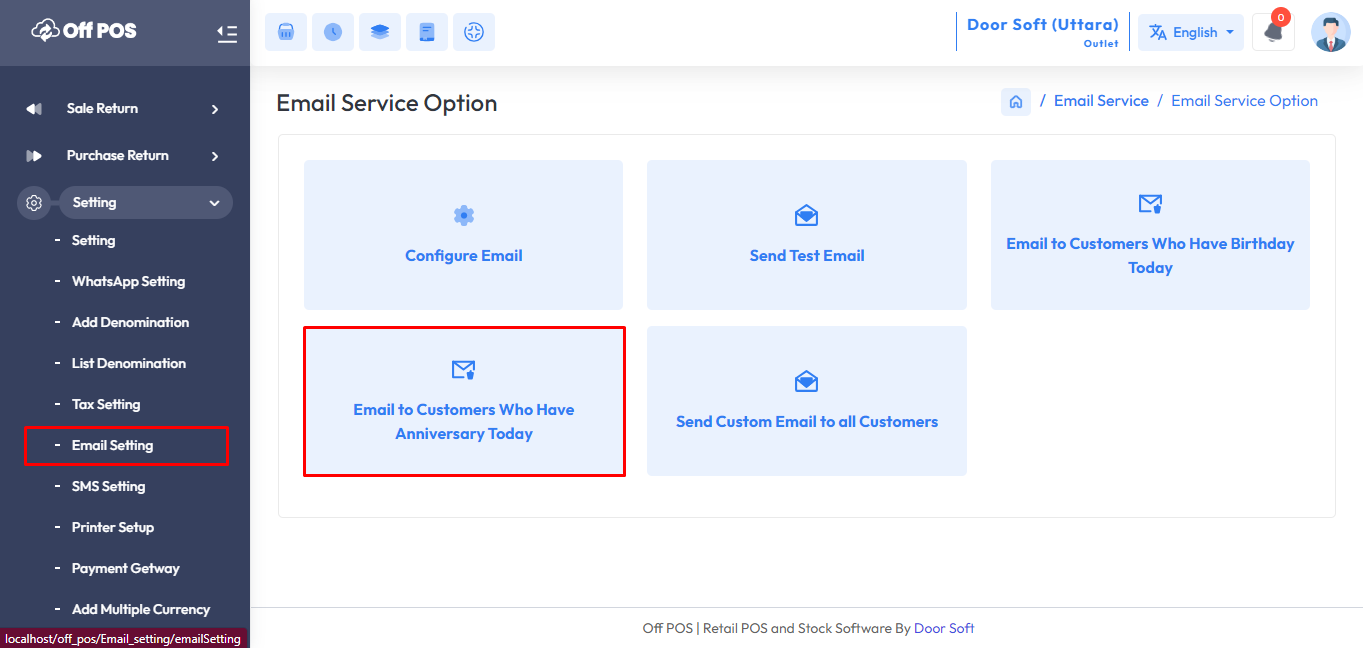 Off POS
Door Soft (Uttara)
Outlet
English
0
Sale Return
Purchase Return
Setting
- Setting
- WhatsApp Setting
- Add Denomination
- List Denomination
- Tax Setting
- Email Setting
- SMS Setting
- Printer Setup
- Payment Getway
- Add Multiple Currency
localhost/off_pos/Email_setting/emailSetting
Email Service Option
/ Email Service / Email Service Option
Configure Email
Send Test Email
Email to Customers Who Have Birthday
Today
Email to Customers Who Have
Anniversary Today
Send Custom Email to all Customers
Off POS | Retail POS and Stock Software By Door Soft